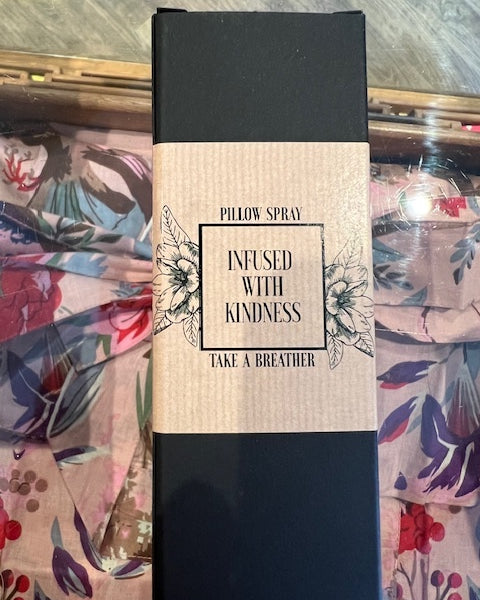 PILLOW SPRAY
INFUSED
WITH
KINDNESS
TAKE A BREATHER